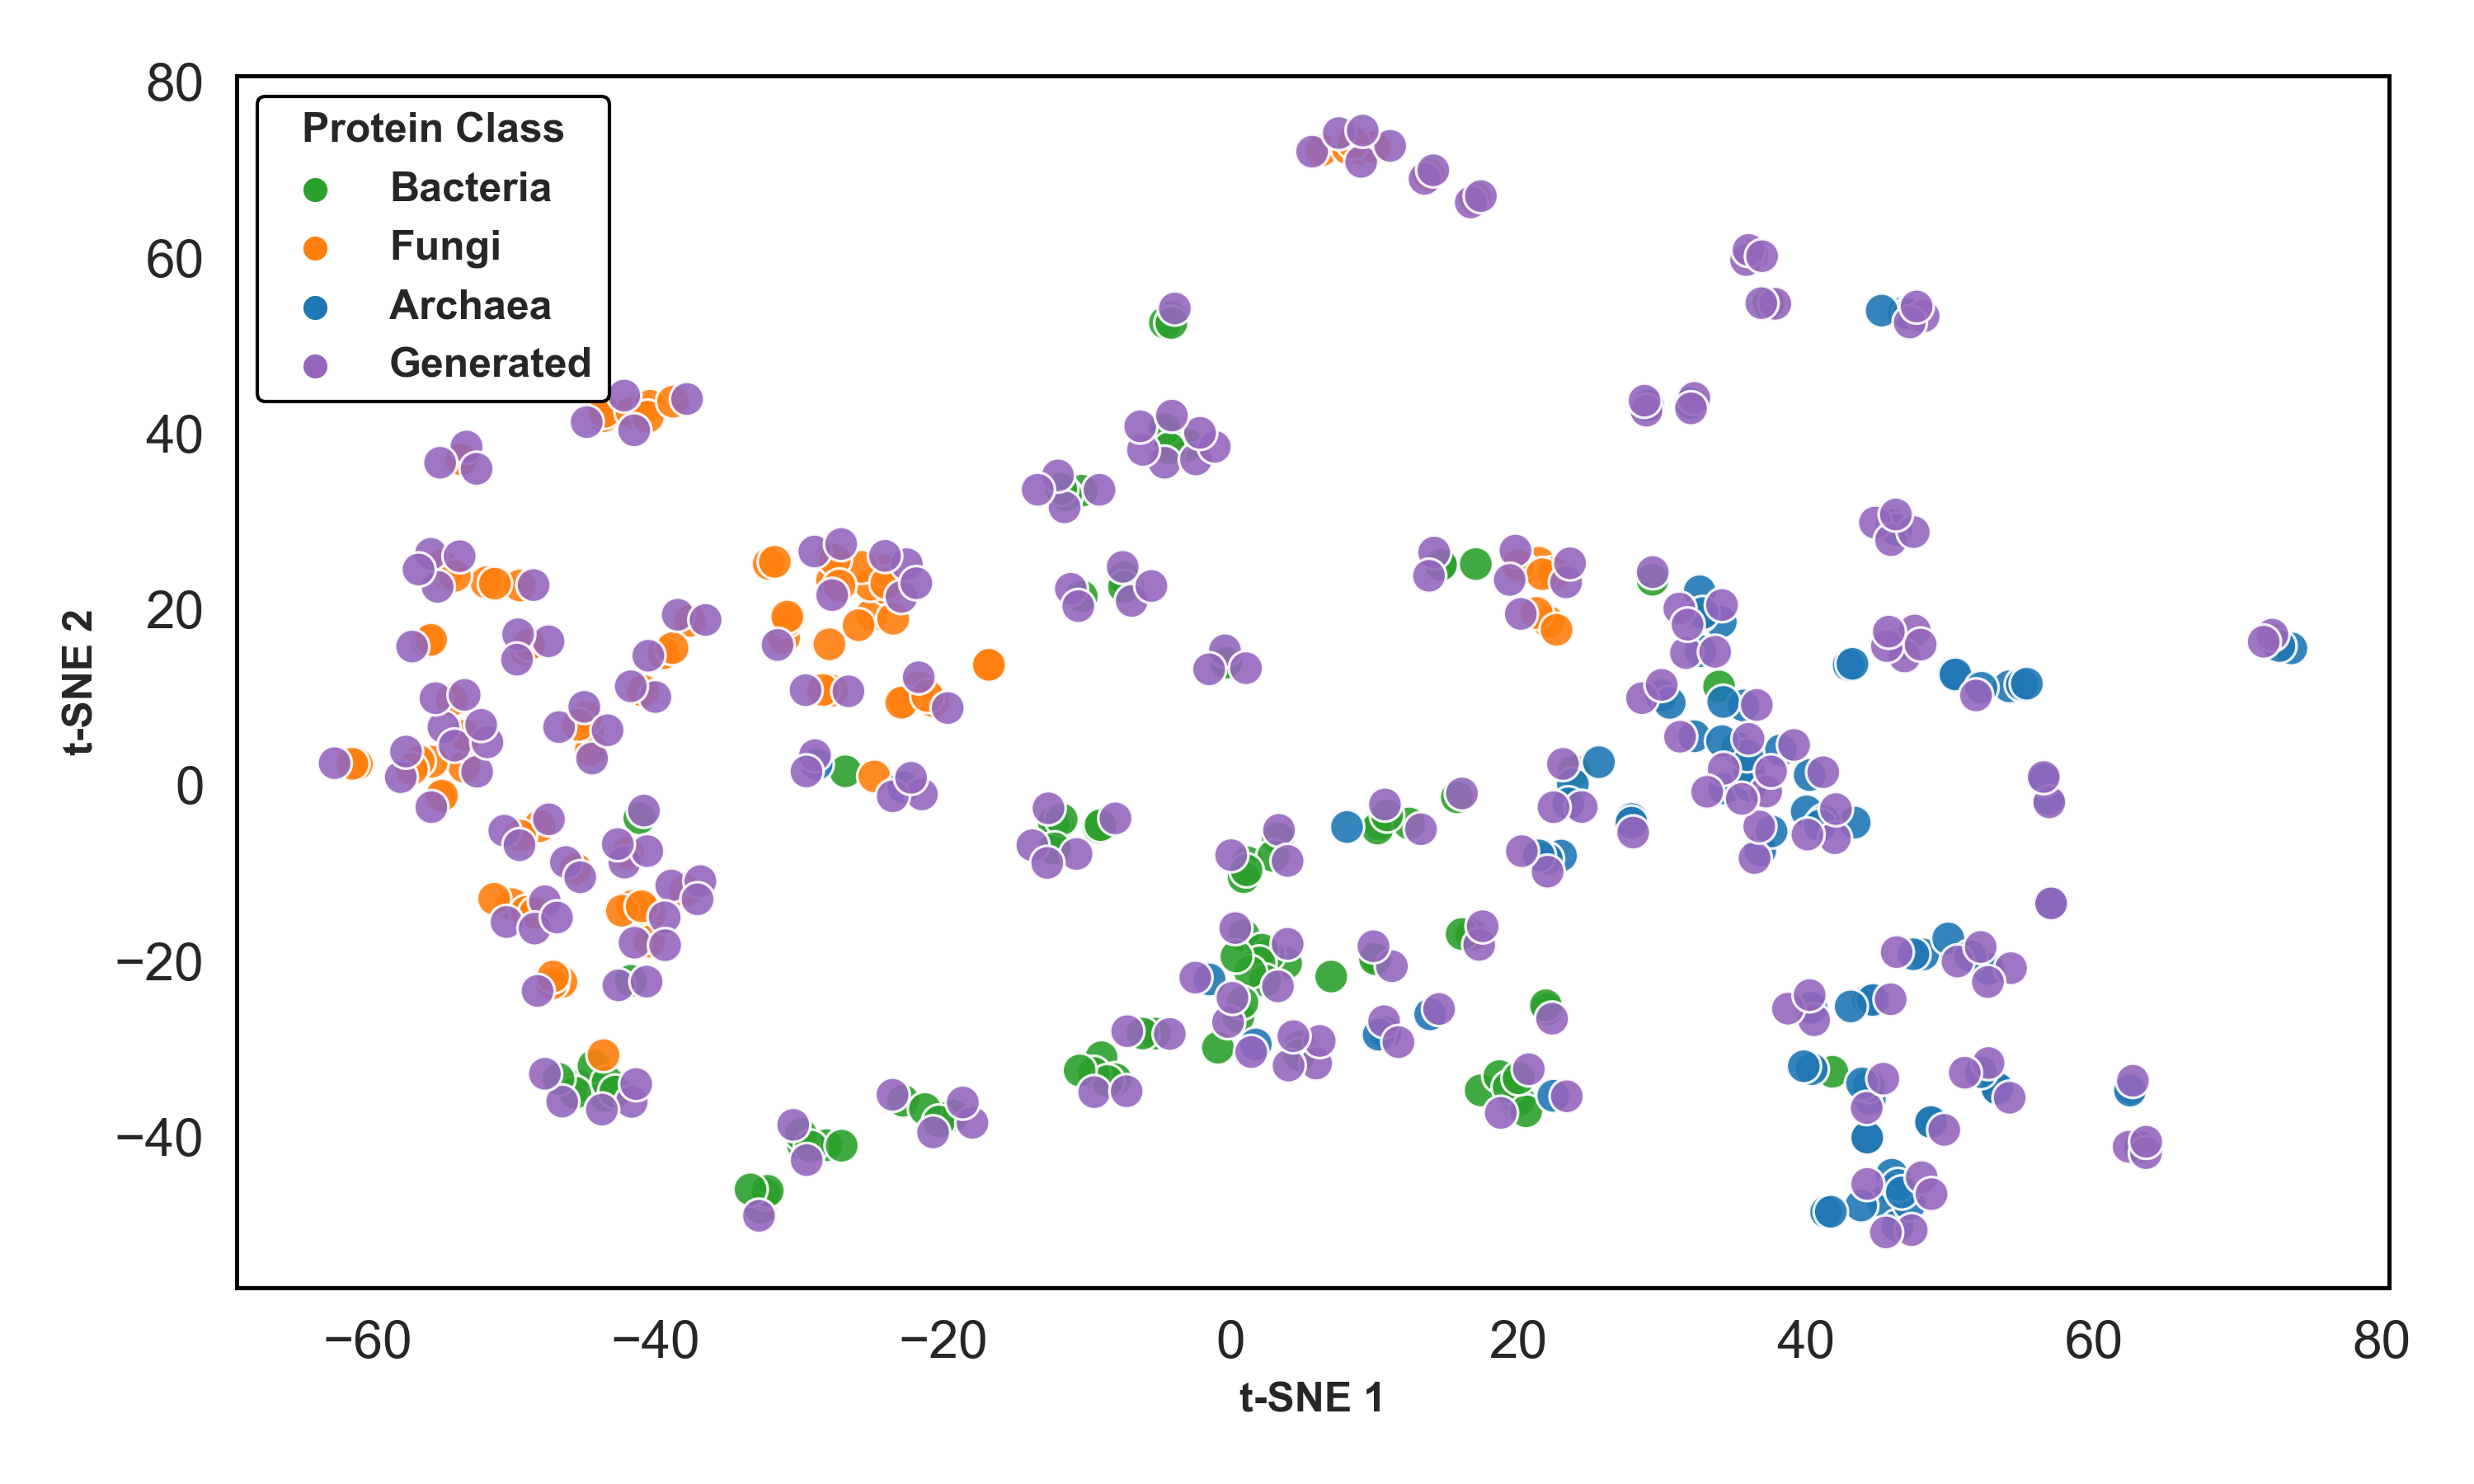 80
60
40
20
0
−20
−40
t-SNE 2
Protein Class
Bacteria
Fungi
Archaea
Generated
−60 −40 −20 0 20 40 60 80
t-SNE 1